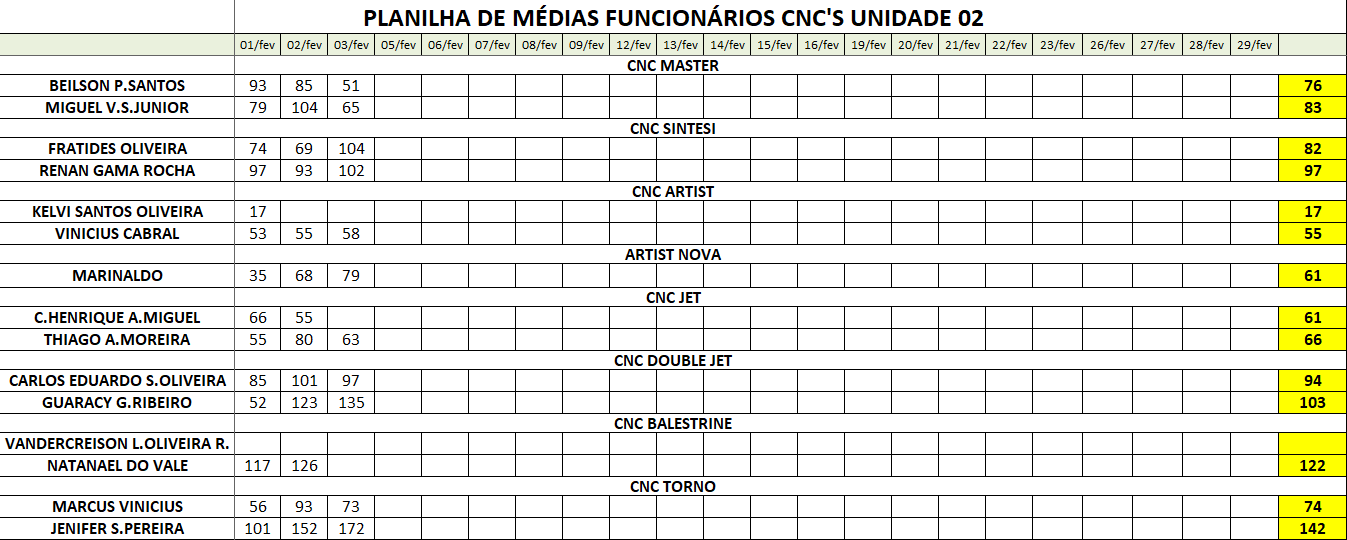 PLANILHA DE MÉDIAS FUNCIONÁRIOS CNC'S UNIDADE 02
01/fev 02/fev 03/fev 05/fev 06/fev 07/fev 08/fev 09/fev 12/fev 13/fev 14/fev 15/fev 16/fev 19/fev 20/fev 21/fev 22/fev 23/fev 26/fev 27/fev 28/fev 29/fev
CNC MASTER
BEILSON P.SANTOS 93 85 51 76
MIGUEL V.S.JUNIOR 79 104 65 83
CNC SINTESI
FRATIDES OLIVEIRA 74 69 104 82
RENAN GAMA ROCHA 97 93 102 97
CNC ARTIST
KELVI SANTOS OLIVEIRA 17 17
VINICIUS CABRAL 53 55 58 55
ARTIST NOVA
MARINALDO 35 68 79 61
CNC JET
C.HENRIQUE A.MIGUEL 66 55 61
THIAGO A.MOREIRA 55 80 63 66
CNC DOUBLE JET
CARLOS EDUARDO S.OLIVEIRA 85 101 97 94
GUARACY G.RIBEIRO 52 123 135 103
CNC BALESTRINE
VANDERCREISON L.OLIVEIRA R.
NATANAEL DO VALE 117 126 122
CNC TORNO
MARCUS VINICIUS 56 93 73 74
JENIFER S.PEREIRA 101 152 172 142